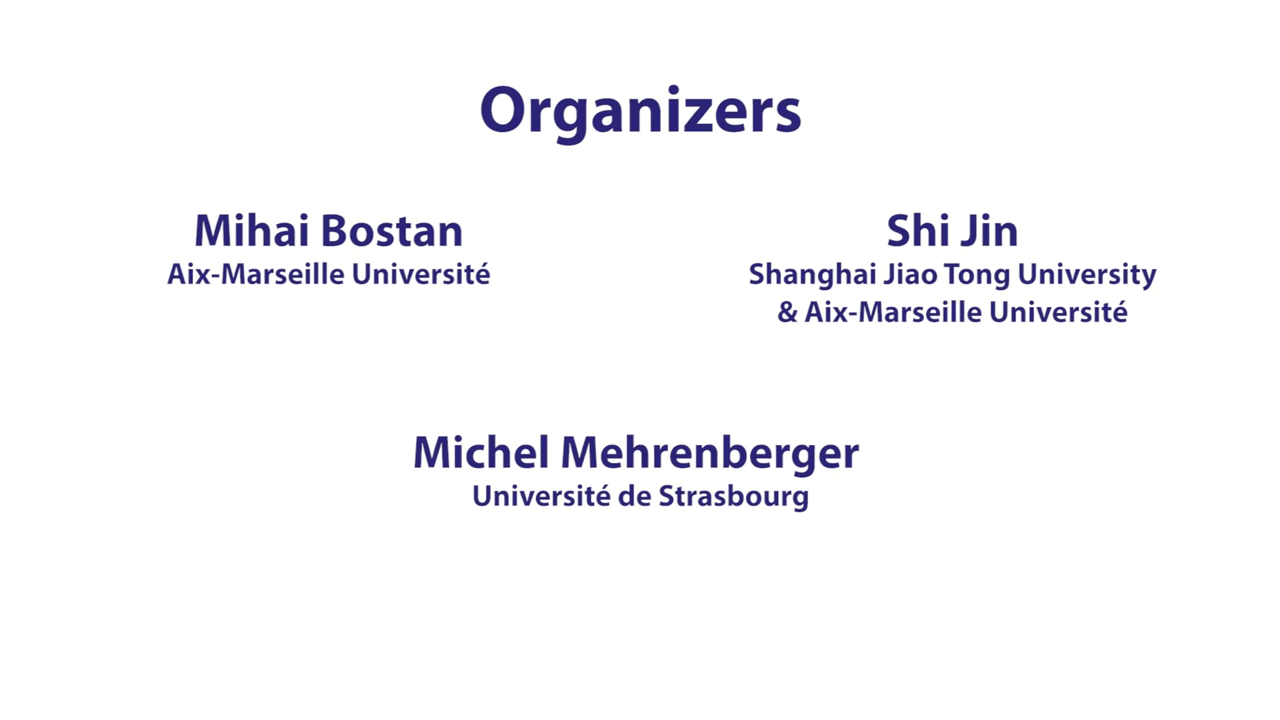 Organizers
Mihai Bostan
Aix-Marseille Université
Shi Jin
Shanghai Jiao Tong University
& Aix-Marseille Université
Michel Mehrenberger
Université de Strasbourg